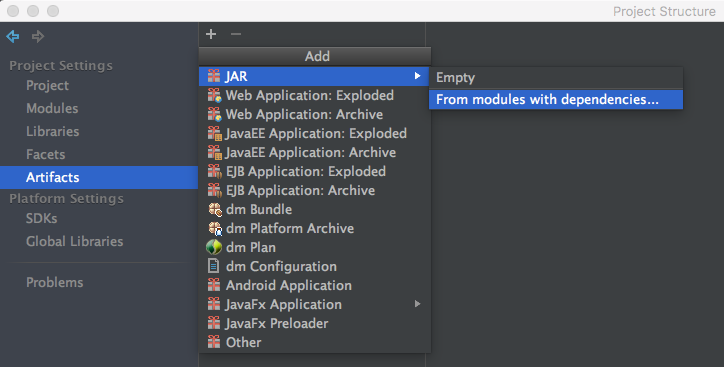 Project Structure
Project Settings
Project
Modules
Libraries
Facets
Artifacts
Platform Settings
SDKs
Global Libraries
Problems
Add
JAR
Web Application: Exploded
Web Application: Archive
JavaEE Application: Exploded
JavaEE Application: Archive
EJB Application: Exploded
EJB Application: Archive
dm Bundle
dm Platform Archive
dm Plan
dm Configuration
Android Application
JavaFx Application
JavaFx Preloader
Other
Empty
From modules with dependencies...